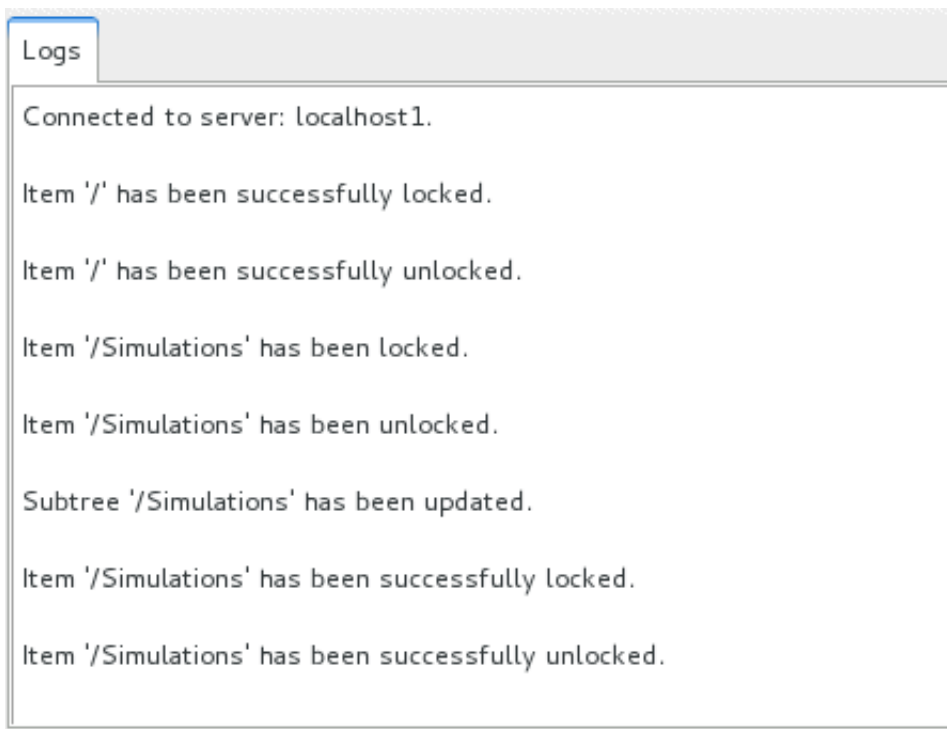 Logs
Connected to server: localhost1.
Item '/' has been successfully locked.
Item '/' has been successfully unlocked.
Item '/Simulations' has been locked.
Item '/Simulations' has been unlocked.
Subtree '/Simulations' has been updated.
Item '/Simulations' has been successfully locked.
Item '/Simulations' has been successfully unlocked.